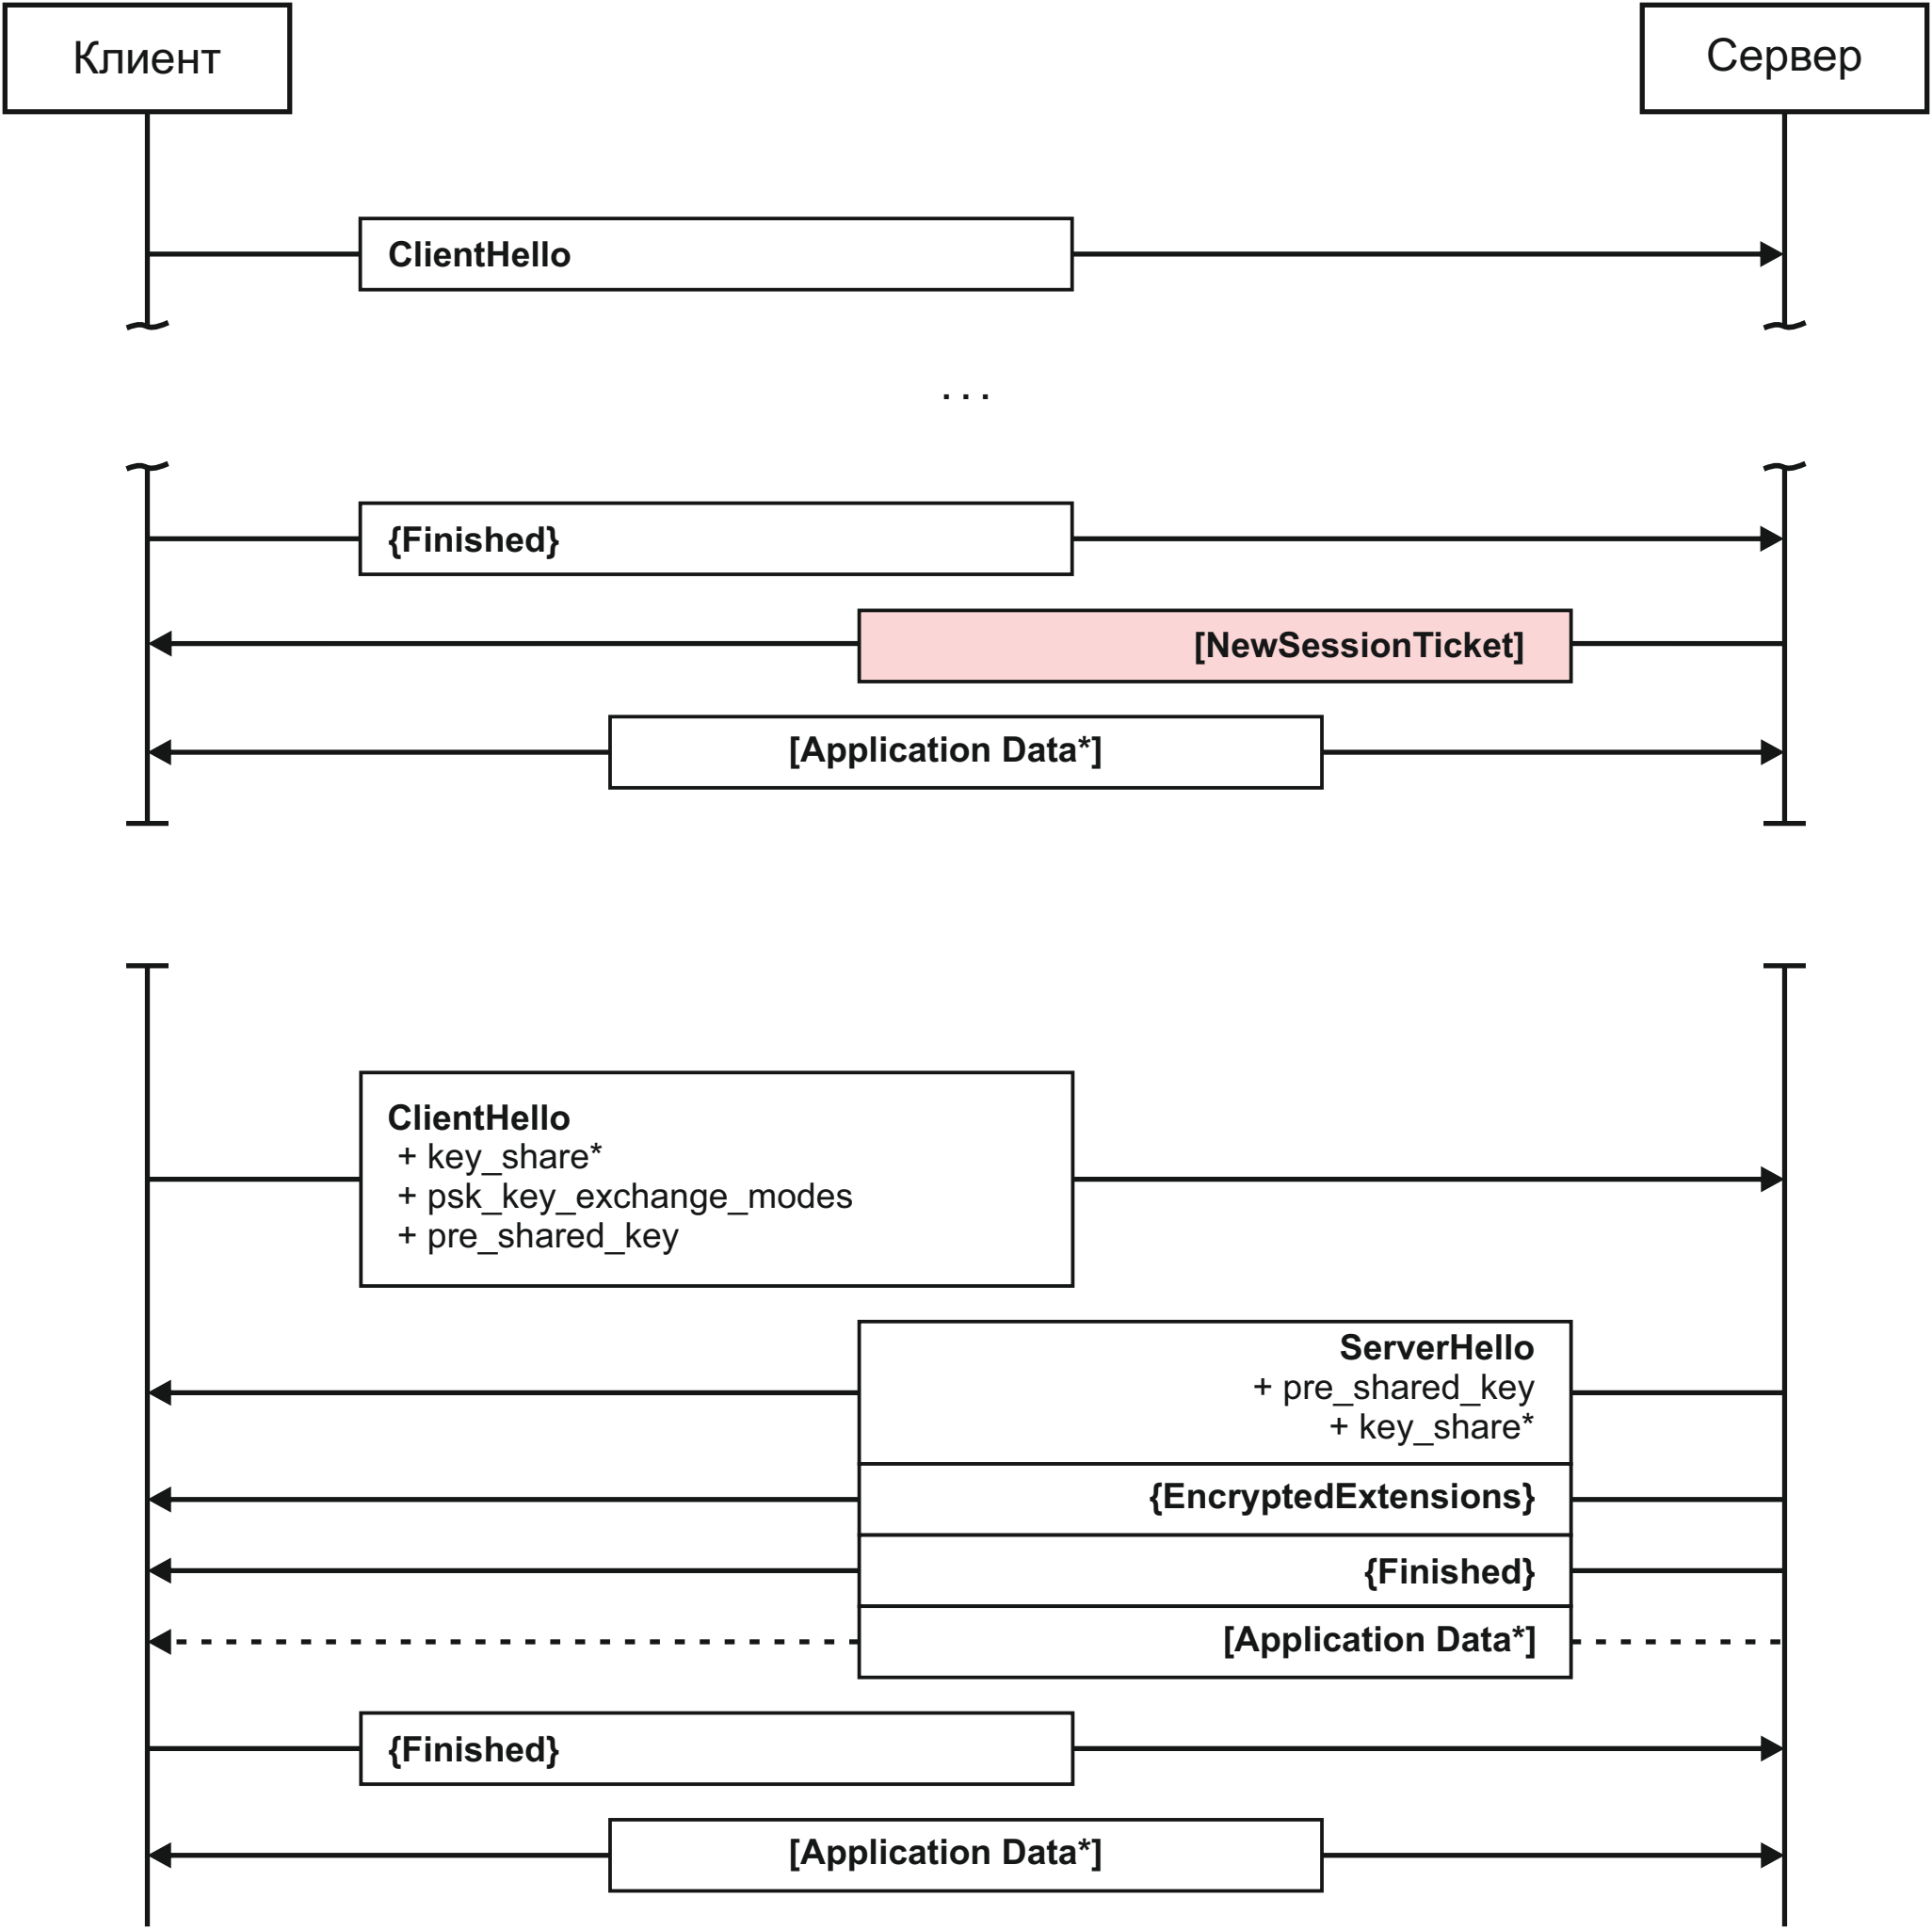 Клиент
Сервер
ClientHello
...
{Finished}
[NewSessionTicket]
[Application Data*]
ClientHello
+ key_share*
+ psk_key_exchange_modes
+ pre_shared_key
ServerHello
+ pre_shared_key
+ key_share*
{EncryptedExtensions}
{Finished}
[Application Data*]
{Finished}
[Application Data*]